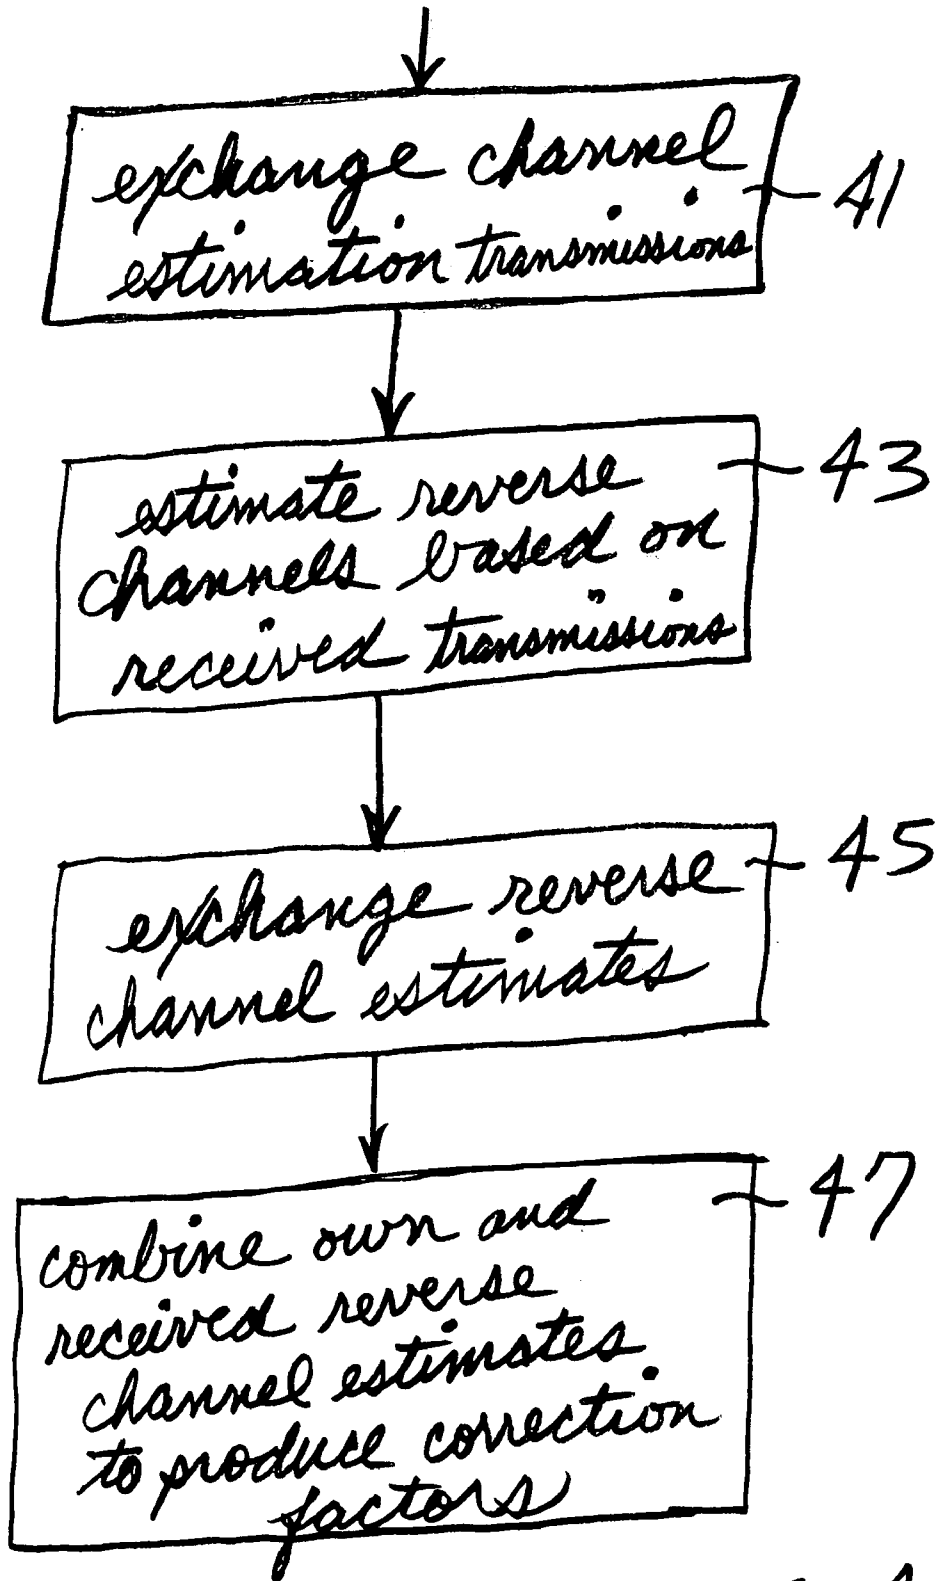 exchange channel
estimation transmissions
41
estimate reverse
channels based on
received transmissions
43
exchange reverse
channel estimates
45
combine own and
received reverse
channel estimates
to produce correction
factors
47